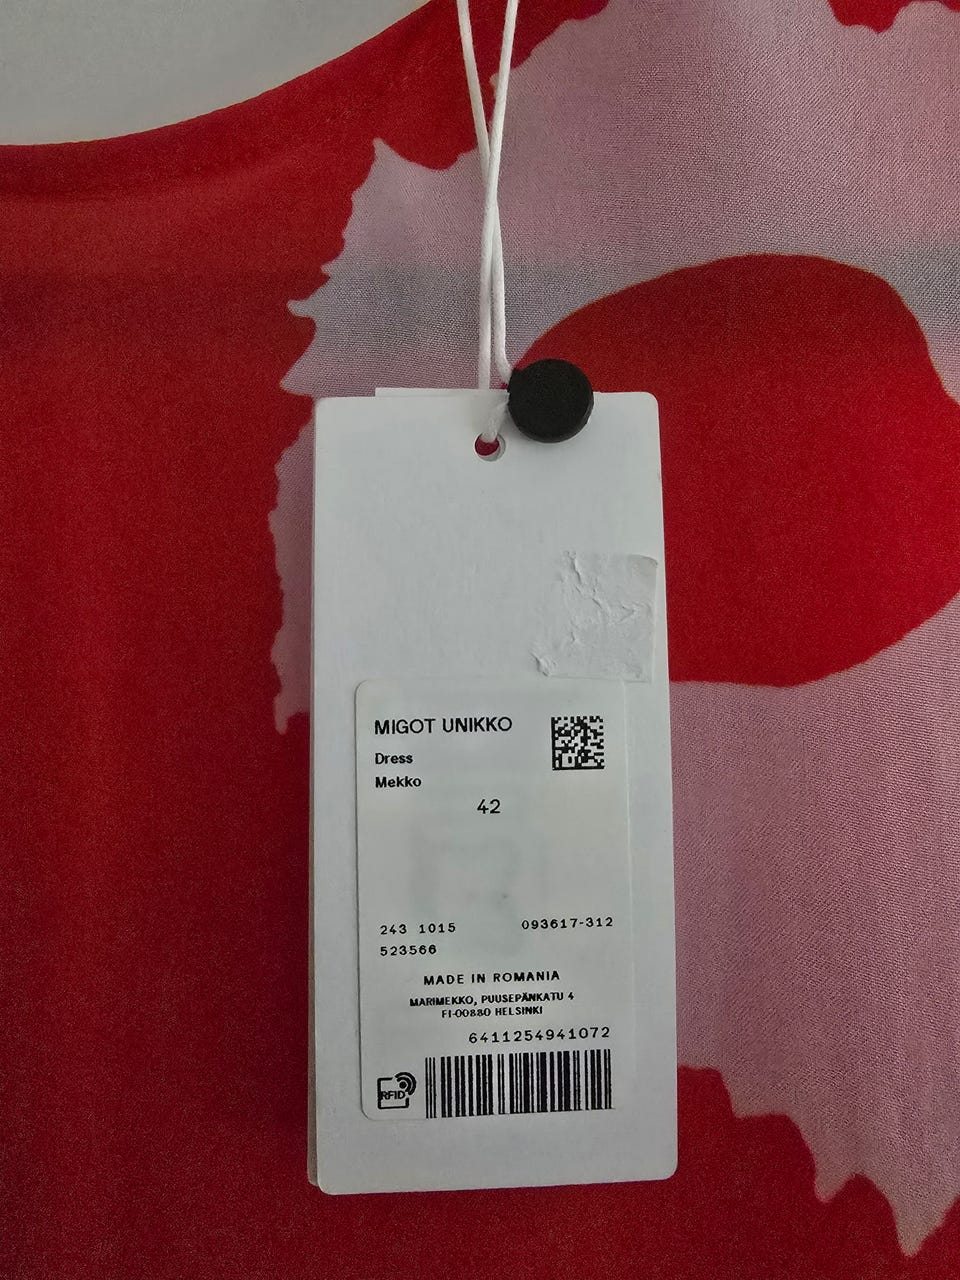 MIGOT UNIKKO
Dress
Mekko
42
243 1015
093617-312
523566
MADE IN ROMANIA
MARIMEKKO, PUUSEPÄNKATU 4
FI-00880 HELSINKI
6411254941072
RFID